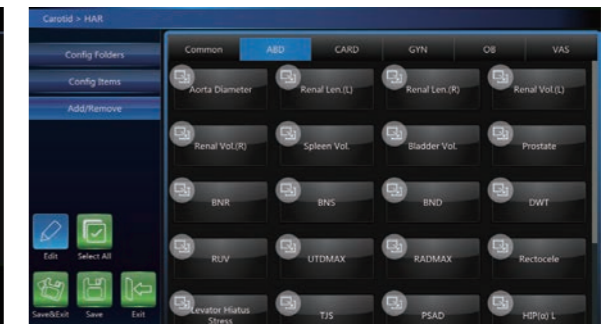 Carotid > HAR
Config Folders
Config Items
Add/Remove
Edit
Select All
Save&Exit
Save
Exit
Common
ABD
CARD
GYN
OB
VAS
Aorta Diameter
Renal Len.(L)
Renal Len.(R)
Renal Vol.(L)
Renal Vol.(R)
Spleen Vol.
Bladder Vol.
Prostate
BNR
BNS
BND
DWT
RUV
UTDMAX
RADMAX
Rectocele
Levator Hiatus
Stress
TJS
PSAD
HIP(α) L